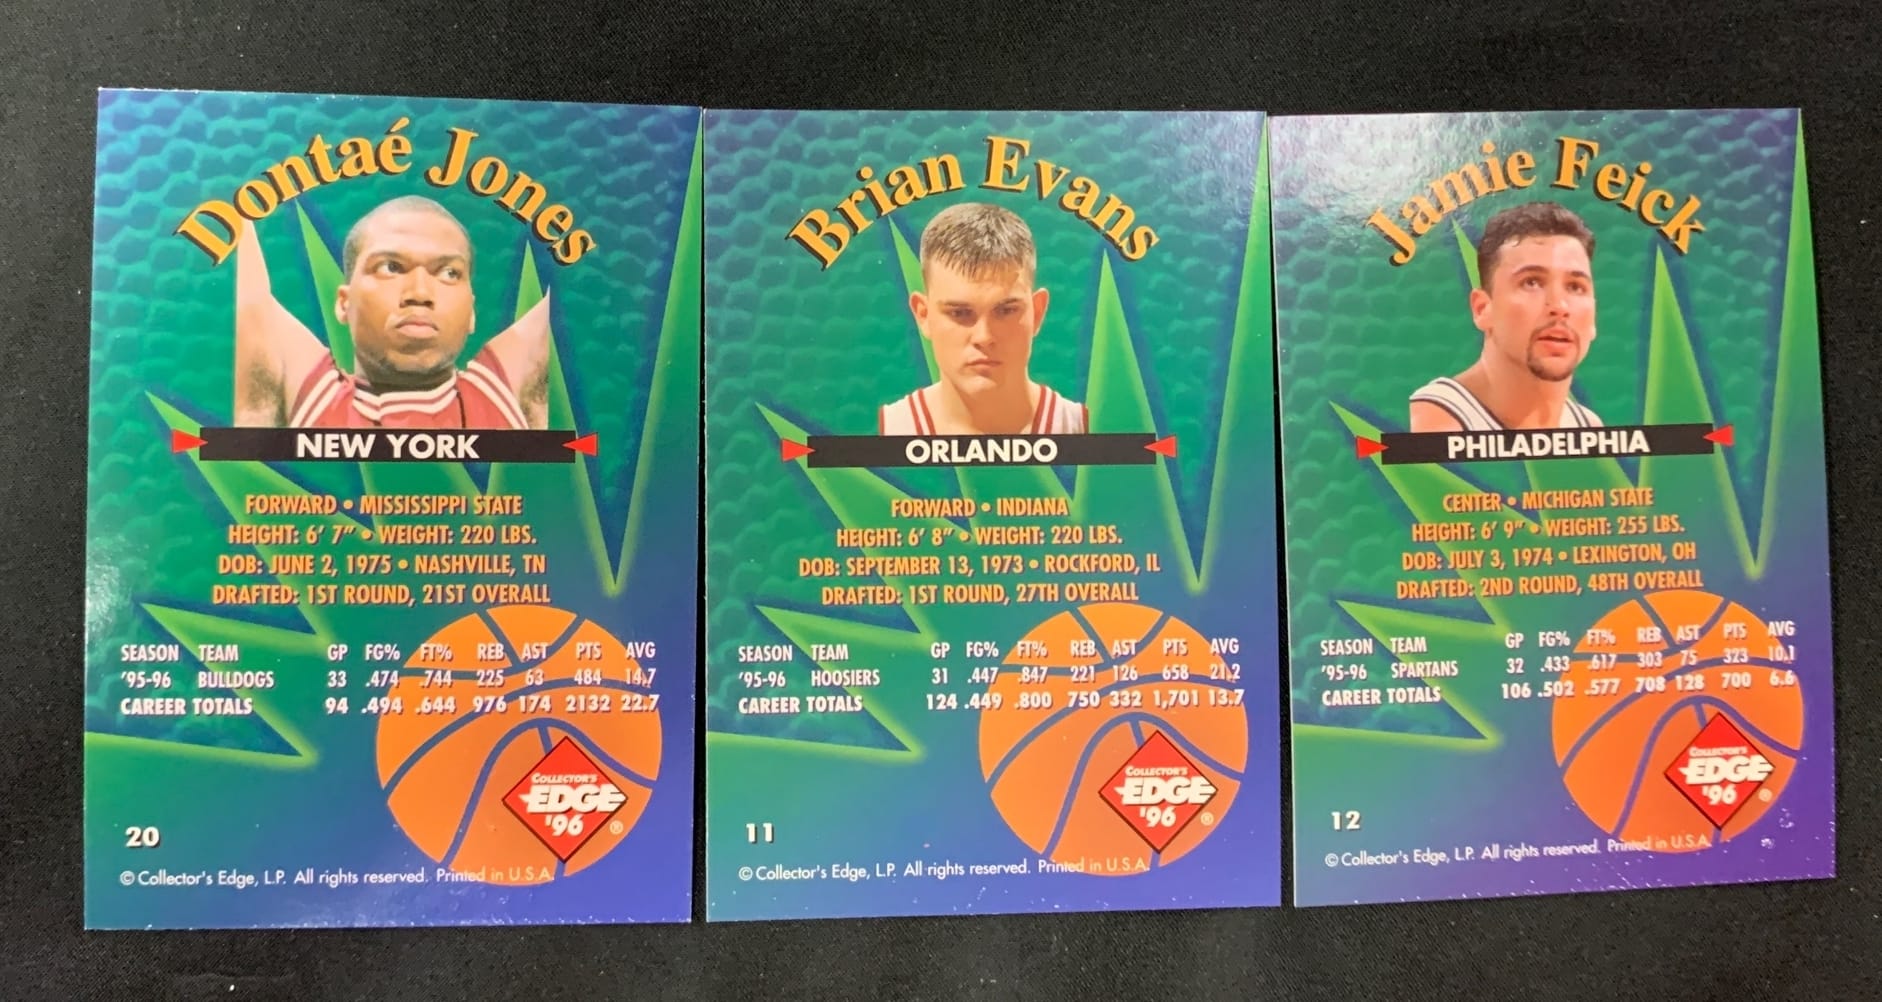 Dontaé Jones
NEW YORK
FORWARD • MISSISSIPPI STATE
HEIGHT: 6' 7" • WEIGHT: 220 LBS.
DOB: JUNE 2, 1975 • NASHVILLE, TN
DRAFTED: 1ST ROUND, 21ST OVERALL
SEASON TEAM GP FG% FT% REB AST PTS AVG
'95-96 BULLDOGS 33 .474 .744 225 63 484 14.7
CAREER TOTALS 94 .494 .644 976 174 2132 22.7
COLLECTOR'S
EDGE
'96 ®
20
© Collector's Edge, L.P. All rights reserved. Printed in U.S.A.
Brian Evans
ORLANDO
FORWARD • INDIANA
HEIGHT: 6' 8" • WEIGHT: 220 LBS.
DOB: SEPTEMBER 13, 1973 • ROCKFORD, IL
DRAFTED: 1ST ROUND, 27TH OVERALL
SEASON TEAM GP FG% FT% REB AST PTS AVG
'95-96 HOOSIERS 31 .447 .847 221 126 658 21.2
CAREER TOTALS 124 .449 .800 750 332 1,701 13.7
COLLECTOR'S
EDGE
'96 ®
11
© Collector's Edge, L.P. All rights reserved. Printed in U.S.A.
Jamie Feick
PHILADELPHIA
CENTER • MICHIGAN STATE
HEIGHT: 6' 9" • WEIGHT: 255 LBS.
DOB: JULY 3, 1974 • LEXINGTON, OH
DRAFTED: 2ND ROUND, 48TH OVERALL
SEASON TEAM GP FG% FT% REB AST PTS AVG
'95-96 SPARTANS 32 .433 .617 303 75 323 10.1
CAREER TOTALS 106 .502 .577 708 128 700 6.6
COLLECTOR'S
EDGE
'96 ®
12
© Collector's Edge, L.P. All rights reserved. Printed in U.S.A.